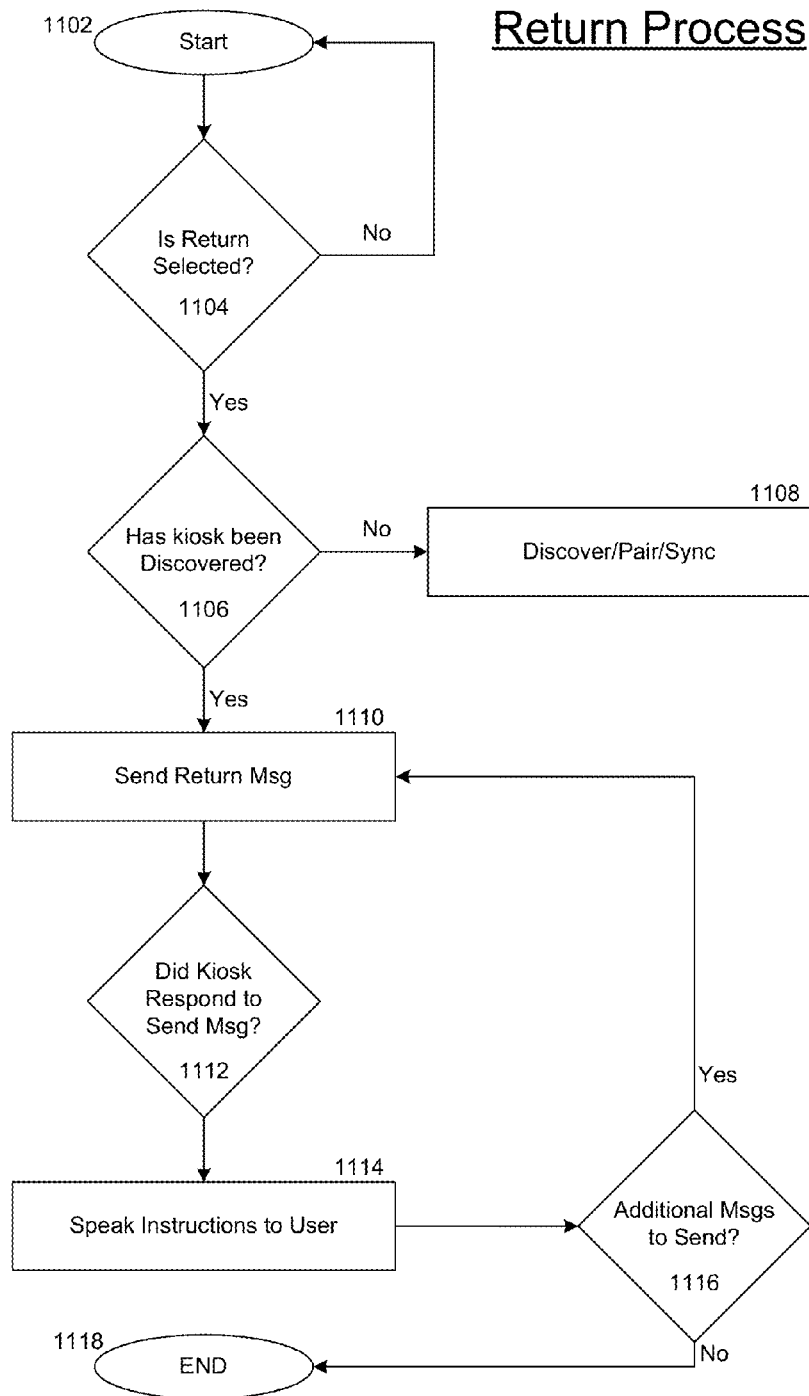 Return Process
1102
Start
Is Return
Selected?
1104
No
Yes
Has kiosk been
Discovered?
1106
No
1108
Discover/Pair/Sync
Yes
1110
Send Return Msg
Did Kiosk
Respond to
Send Msg?
1112
Yes
1114
Speak Instructions to User
Additional Msgs
to Send?
1116
No
1118
END